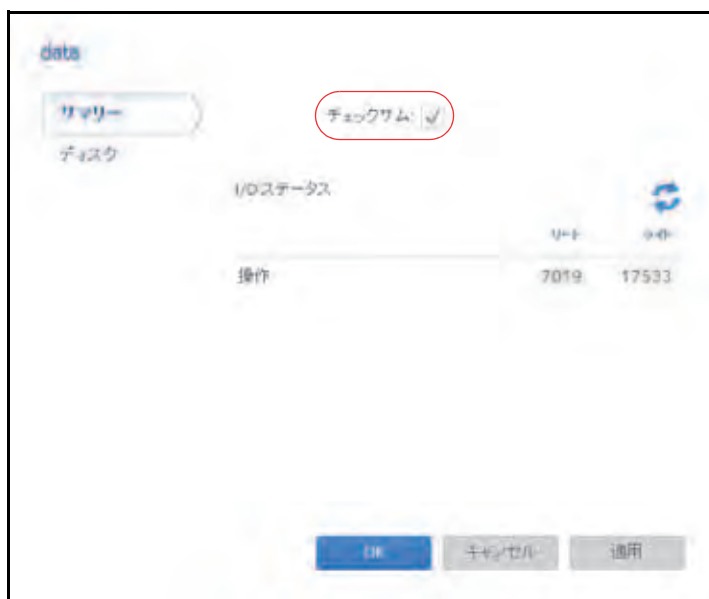 data
サマリー
チェックサム:
ディスク
I/Oステータス
リード ライト
操作 7019 17533
OK キャンセル 適用